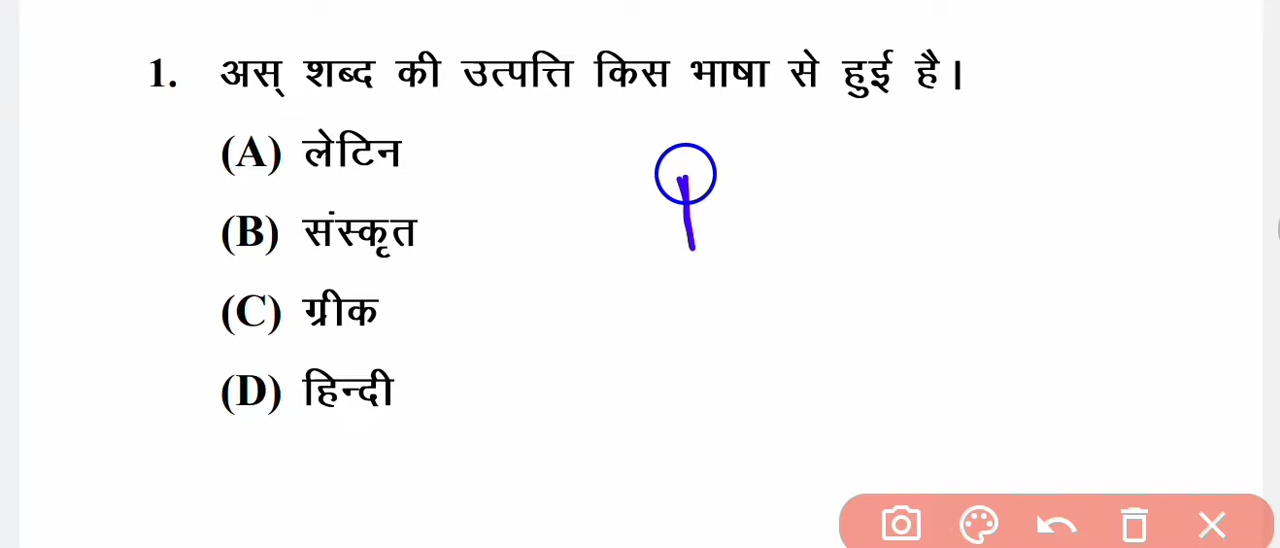 1. अस् शब्द की उत्पत्ति किस भाषा से हुई है।
(A) लेटिन
(B) संस्कृत
(C) ग्रीक
(D) हिन्दी